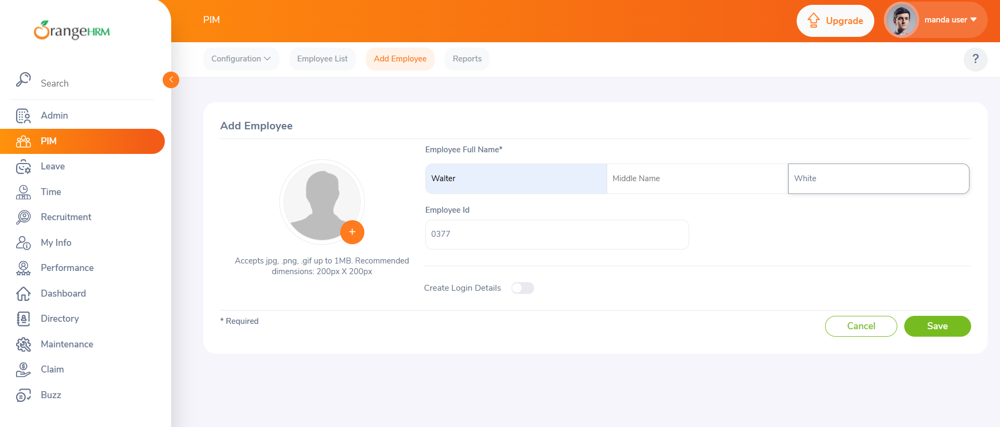 OrangeHRM
PIM
Upgrade
manda user
Configuration
Employee List
Add Employee
Reports
?
Search
Admin
PIM
Leave
Time
Recruitment
My Info
Performance
Dashboard
Directory
Maintenance
Claim
Buzz
Add Employee
Accepts jpg, .png, .gif up to 1MB. Recommended
dimensions: 200px X 200px
Employee Full Name*
Walter
Middle Name
White
Employee Id
0377
Create Login Details
* Required
Cancel
Save